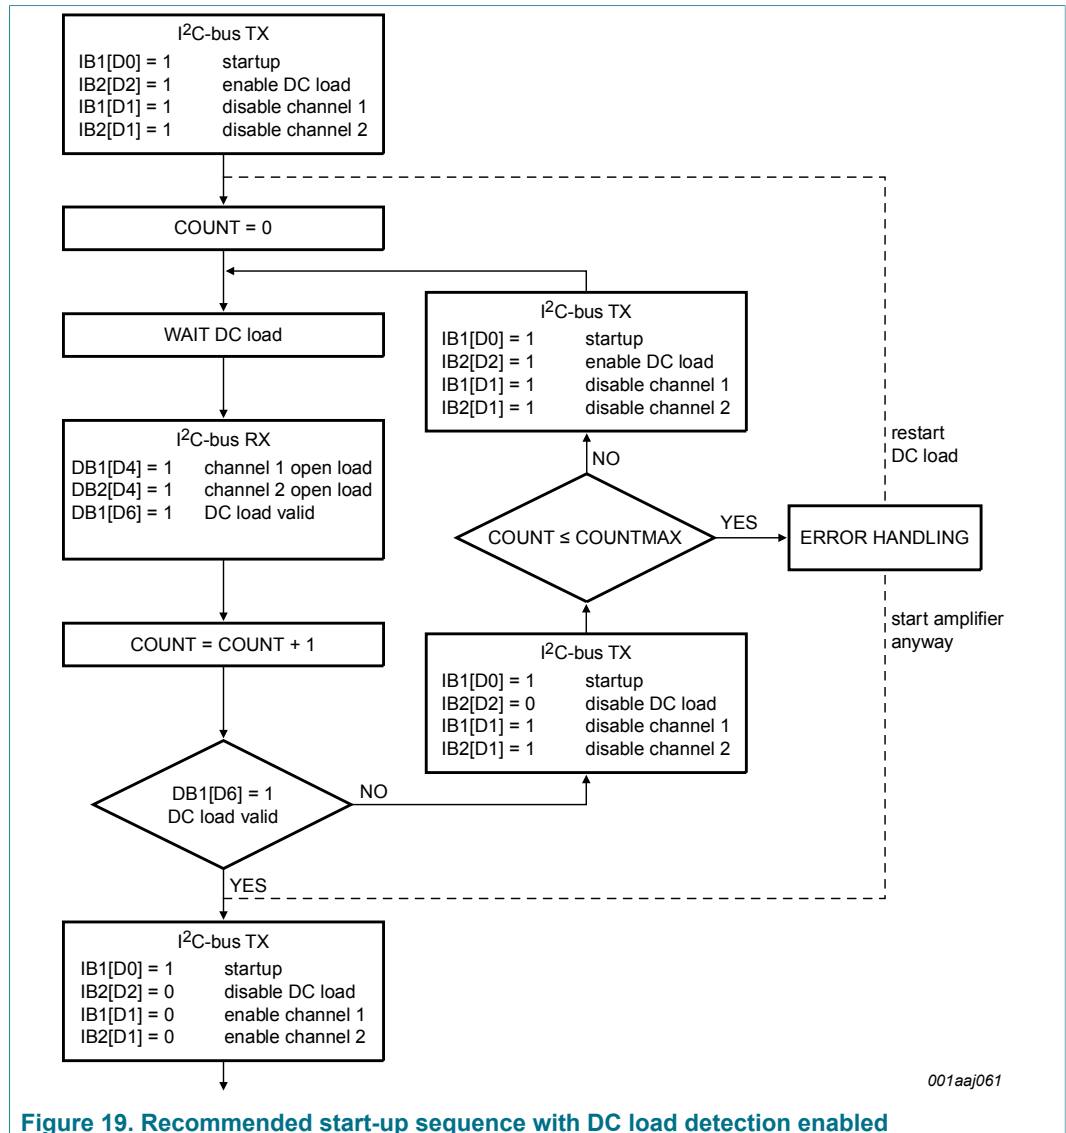 I2C-bus TX
IB1[D0] = 1 startup
IB2[D2] = 1 enable DC load
IB1[D1] = 1 disable channel 1
IB2[D1] = 1 disable channel 2
COUNT = 0
WAIT DC load
I2C-bus RX
DB1[D4] = 1 channel 1 open load
DB2[D4] = 1 channel 2 open load
DB1[D6] = 1 DC load valid
COUNT = COUNT + 1
DB1[D6] = 1
DC load valid
NO
YES
I2C-bus TX
IB1[D0] = 1 startup
IB2[D2] = 0 disable DC load
IB1[D1] = 0 enable channel 1
IB2[D1] = 0 enable channel 2
I2C-bus TX
IB1[D0] = 1 startup
IB2[D2] = 1 enable DC load
IB1[D1] = 1 disable channel 1
IB2[D1] = 1 disable channel 2
NO
COUNT ≤ COUNTMAX
YES
I2C-bus TX
IB1[D0] = 1 startup
IB2[D2] = 0 disable DC load
IB1[D1] = 1 disable channel 1
IB2[D1] = 1 disable channel 2
restart
DC load
ERROR HANDLING
start amplifier
anyway
001aaj061
Figure 19. Recommended start-up sequence with DC load detection enabled